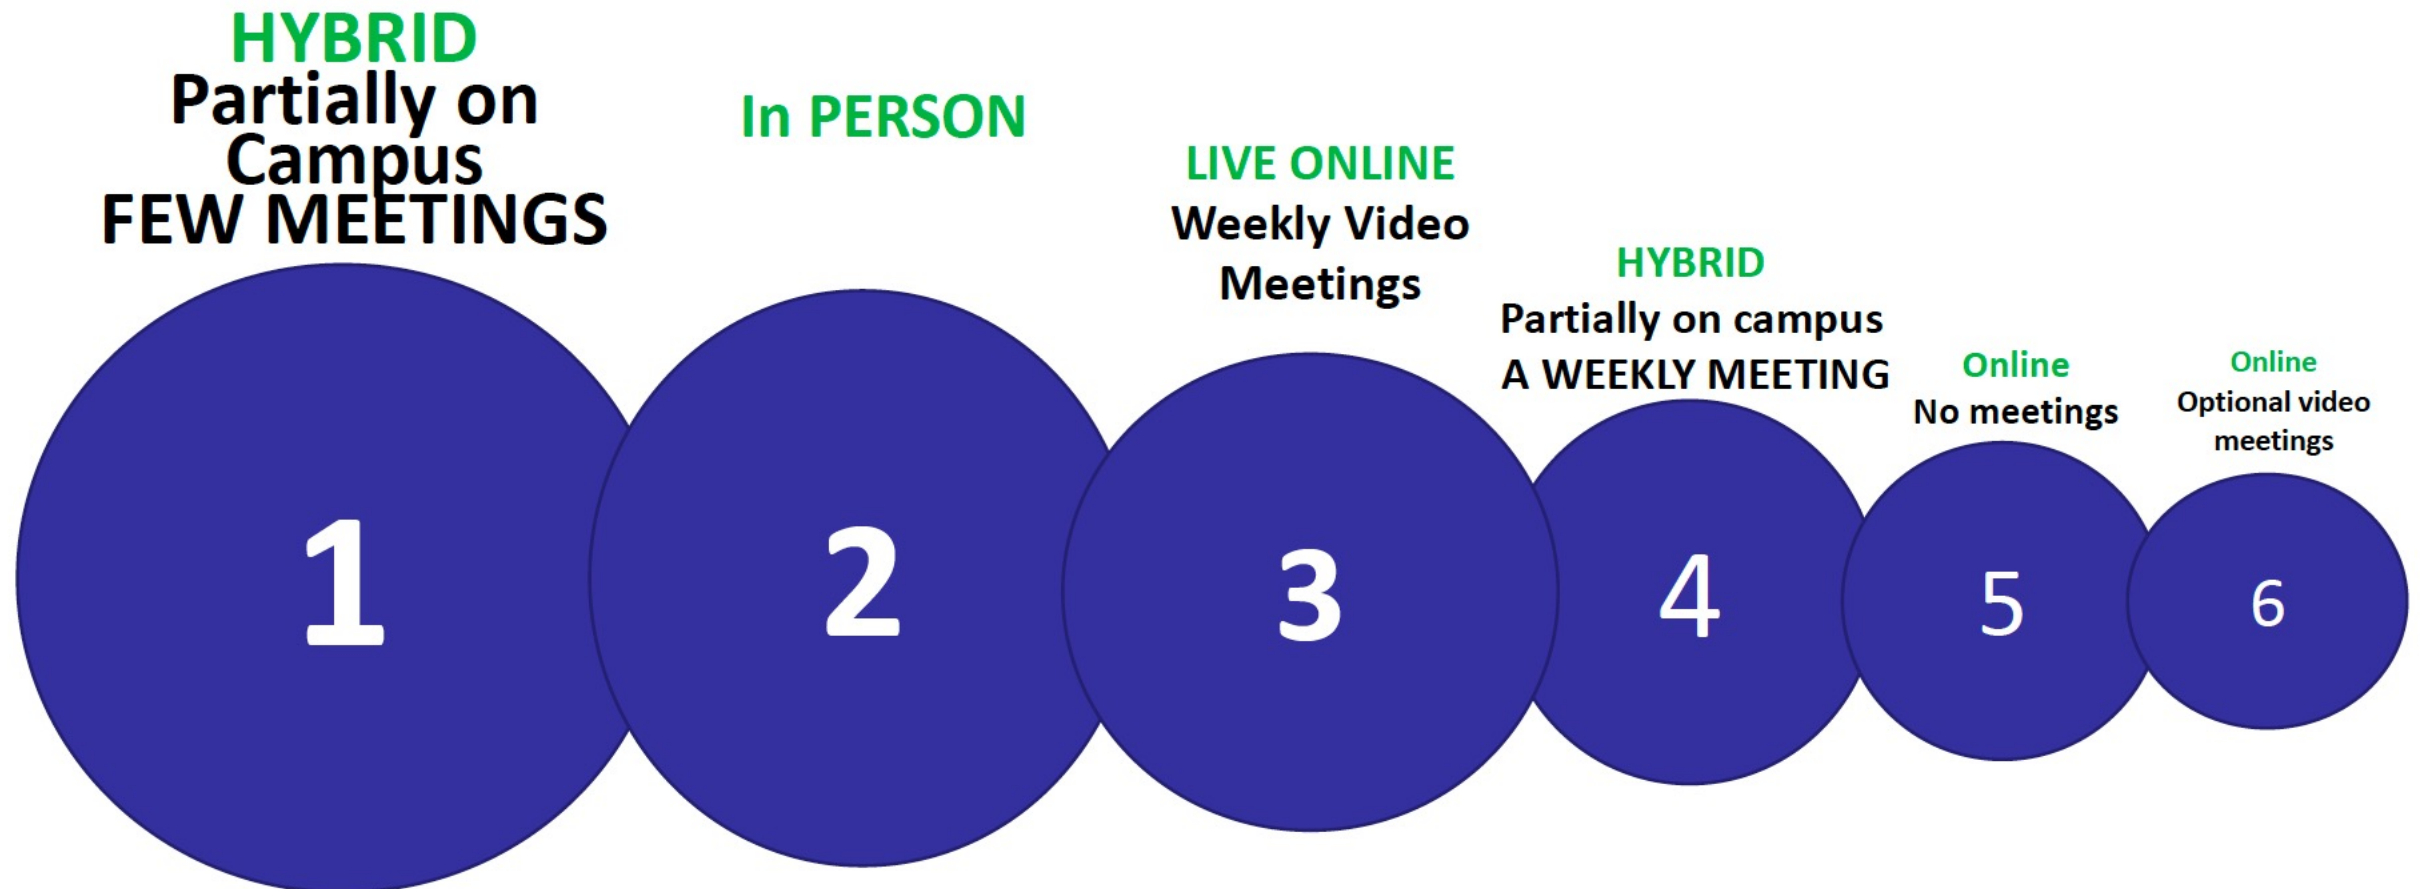 HYBRID
Partially on
Campus
FEW MEETINGS
In PERSON
LIVE ONLINE
Weekly Video
Meetings
HYBRID
Partially on campus
A WEEKLY MEETING
Online
No meetings
Online
Optional video
meetings
1
2
3
4
5
6